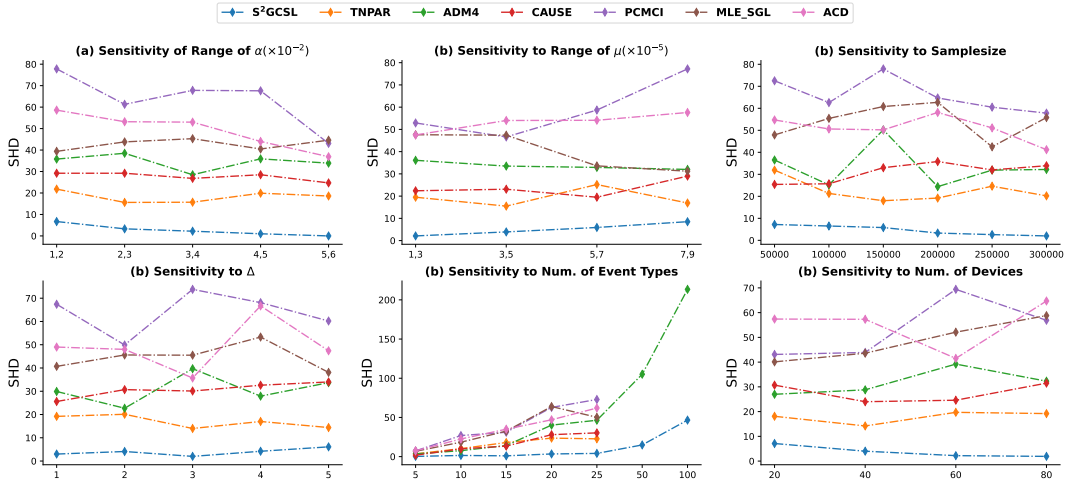 S²GCSL TNPAR ADM4 CAUSE PCMCI MLE_SGL ACD
(a) Sensitivity of Range of α(×10⁻²)
SHD
80
70
60
50
40
30
20
10
0
1,2 2,3 3,4 4,5 5,6
(b) Sensitivity to Range of μ(×10⁻⁵)
SHD
80
70
60
50
40
30
20
10
0
1,3 3,5 5,7 7,9
(b) Sensitivity to Samplesize
SHD
80
70
60
50
40
30
20
10
0
50000 100000 150000 200000 250000 300000
(b) Sensitivity to Δ
SHD
70
60
50
40
30
20
10
0
1 2 3 4 5
(b) Sensitivity to Num. of Event Types
SHD
200
150
100
50
0
5 10 15 20 25 50 100
(b) Sensitivity to Num. of Devices
SHD
70
60
50
40
30
20
10
0
20 40 60 80